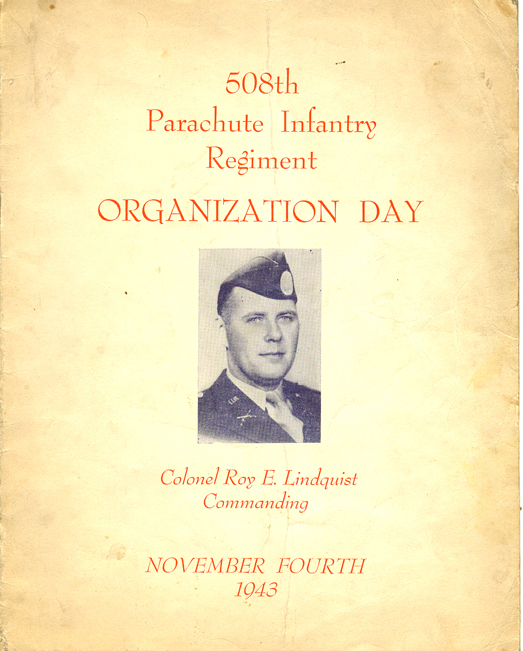 508th
Parachute Infantry
Regiment
ORGANIZATION DAY
Colonel Roy E. Lindquist
Commanding
NOVEMBER FOURTH
1943